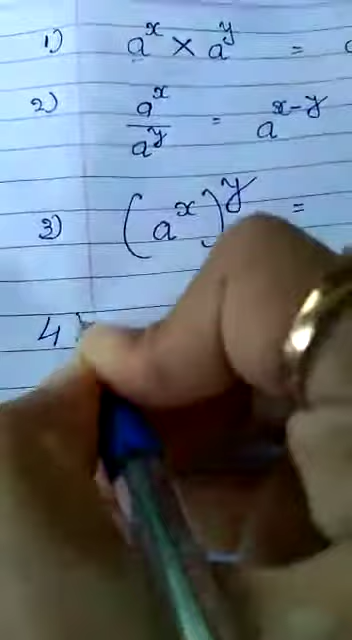 1) a^x × a^y =
2) a^x / a^y = a^{x-y}
3) (a^x)^y =
4)